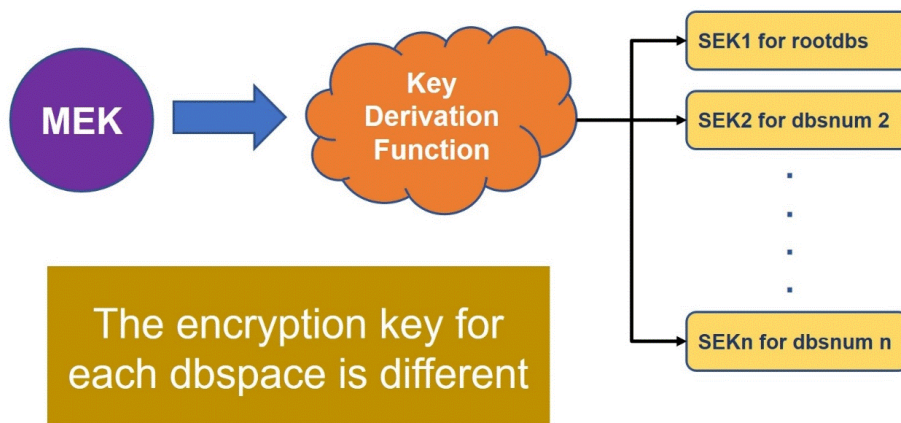 MEK
Key
Derivation
Function
SEK1 for rootdbs
SEK2 for dbsnum 2
SEKn for dbsnum n
The encryption key for
each dbspace is different